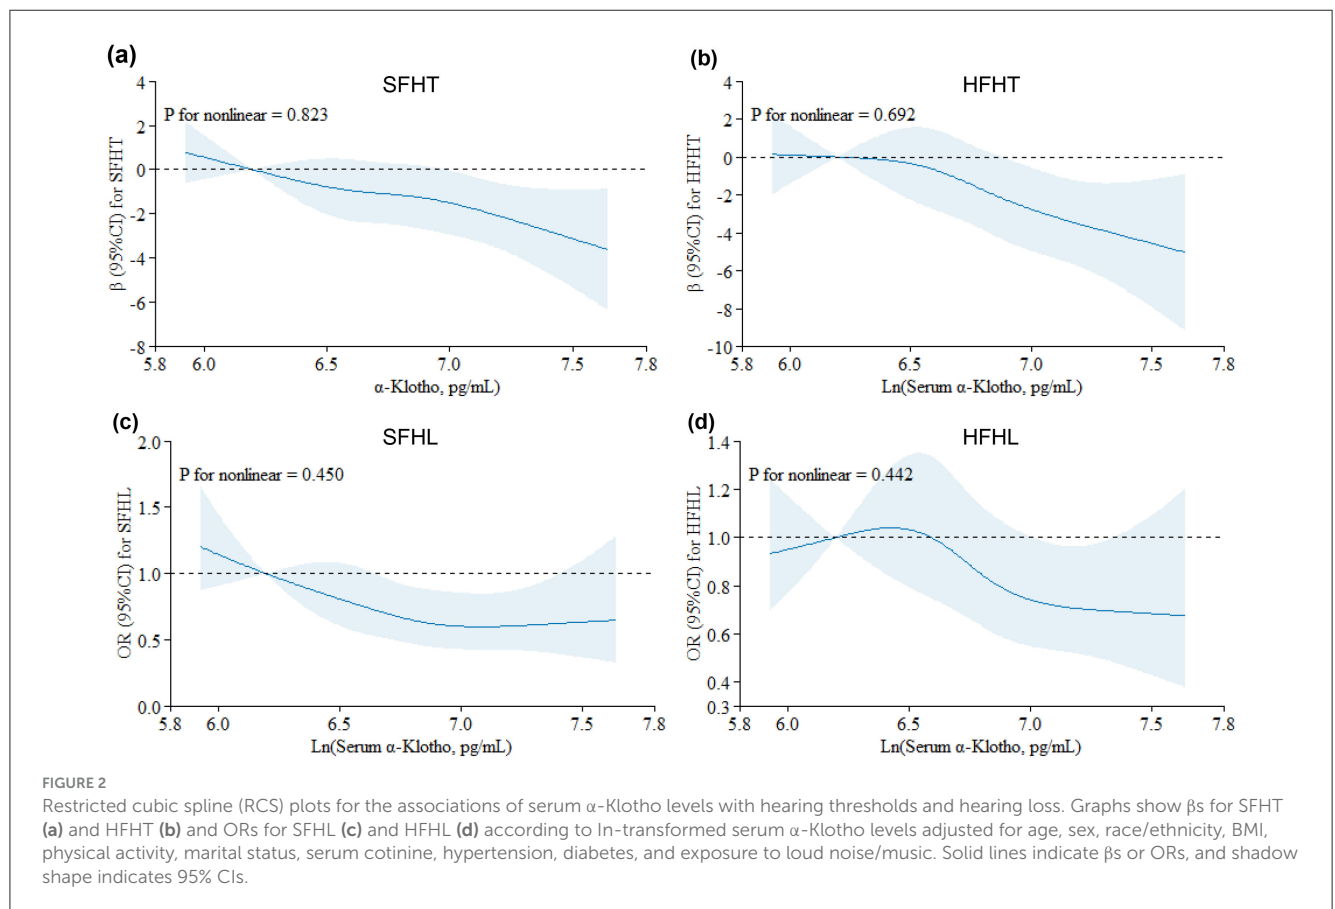 (a)
SFHT
P for nonlinear = 0.823
β (95%CI) for SFHT
4
2
0
-2
-4
-6
-8
5.8 6.0 6.5 7.0 7.5 7.8
α-Klotho, pg/mL)
(b)
HFHT
P for nonlinear = 0.692
β (95%CI) for HFHT
4
2
0
-2
-4
-6
-8
-10
5.8 6.0 6.5 7.0 7.5 7.8
Ln(Serum α-Klotho, pg/mL)
(c)
SFHL
P for nonlinear = 0.450
OR (95%CI) for SFHL
2.0
1.5
1.0
0.5
0.0
5.8 6.0 6.5 7.0 7.5 7.8
Ln(Serum α-Klotho, pg/mL)
(d)
HFHL
P for nonlinear = 0.442
OR (95%CI) for HFHL
1.4
1.2
1.0
0.8
0.6
0.4
0.3
5.8 6.0 6.5 7.0 7.5 7.8
Ln(Serum α-Klotho, pg/mL)
FIGURE 2
Restricted cubic spline (RCS) plots for the associations of serum α-Klotho levels with hearing thresholds and hearing loss. Graphs show βs for SFHT
(a) and HFHT (b) and ORs for SFHL (c) and HFHL (d) according to In-transformed serum α-Klotho levels adjusted for age, sex, race/ethnicity, BMI,
physical activity, marital status, serum cotinine, hypertension, diabetes, and exposure to loud noise/music. Solid lines indicate βs or ORs, and shadow
shape indicates 95% CIs.